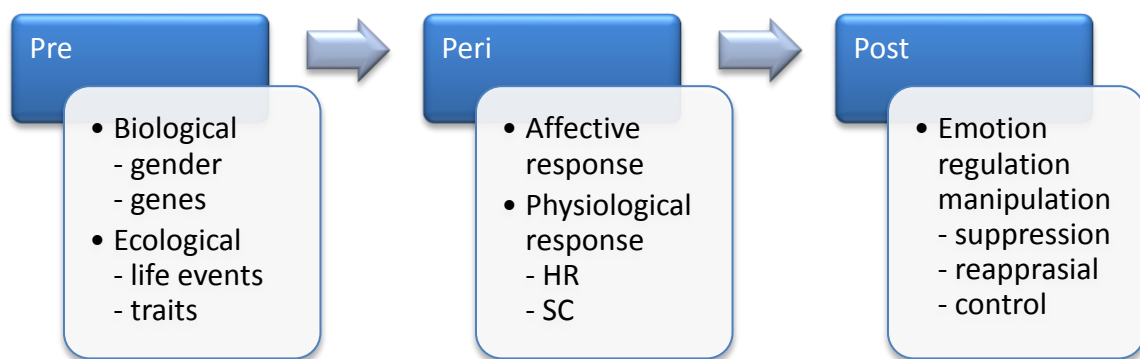 Pre
• Biological
- gender
- genes
• Ecological
- life events
- traits
Peri
• Affective
response
• Physiological
response
- HR
- SC
Post
• Emotion
regulation
manipulation
- suppression
- reapprasial
- control